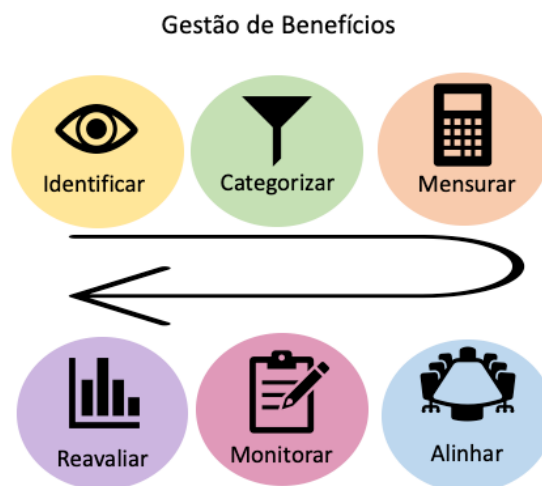 Gestão de Benefícios
Identificar
Categorizar
Mensurar
Reavaliar
Monitorar
Alinhar